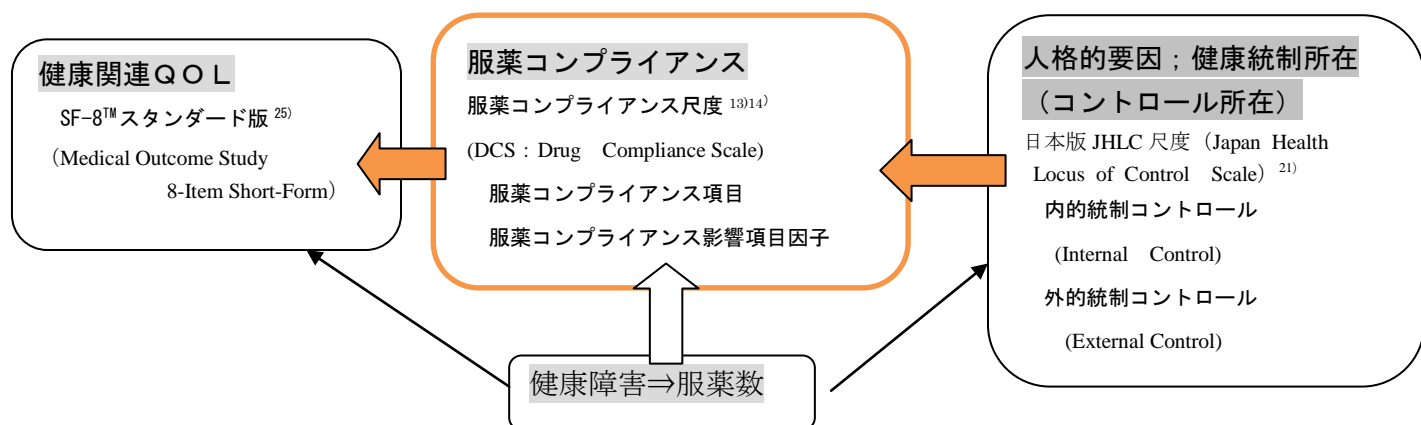 健康関連QOL
SF-8™スタンダード版 25)
(Medical Outcome Study
8-Item Short-Form)
服薬コンプライアンス
服薬コンプライアンス尺度 13)14)
(DCS:Drug Compliance Scale)
服薬コンプライアンス項目
服薬コンプライアンス影響項目因子
人格的要因;健康統制所在
(コントロール所在)
日本版 JHLC 尺度(Japan Health
Locus of Control Scale) 21)
内的統制コントロール
(Internal Control)
外的統制コントロール
(External Control)
健康障害⇒服薬数